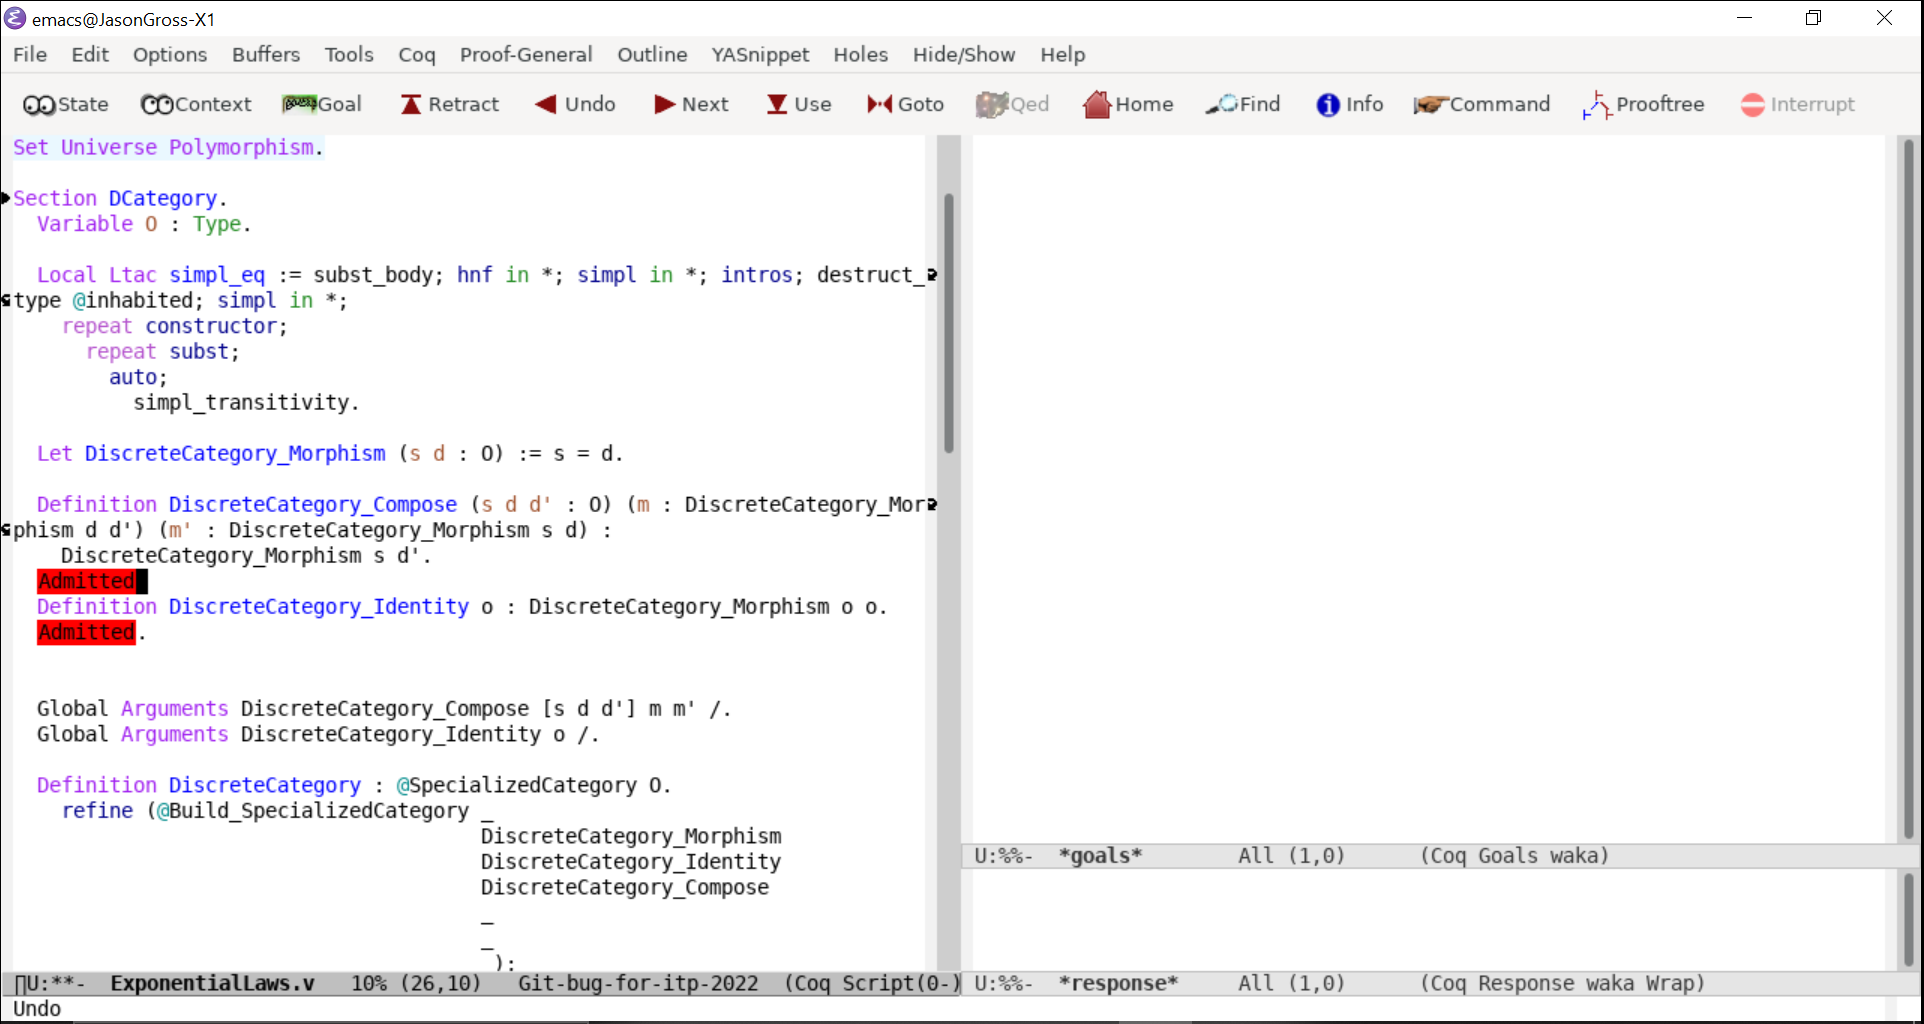 emacs@JasonGross-X1
File Edit Options Buffers Tools Coq Proof-General Outline YASnippet Holes Hide/Show Help
State Context Goal Retract Undo Next Use Goto Qed Home Find Info Command Prooftree Interrupt
Set Universe Polymorphism.
Section DCategory.
Variable O : Type.
Local Ltac simpl_eq := subst_body; hnf in *; simpl in *; intros; destruct_
type @inhabited; simpl in *;
repeat constructor;
repeat subst;
auto;
simpl_transitivity.
Let DiscreteCategory_Morphism (s d : O) := s = d.
Definition DiscreteCategory_Compose (s d d' : O) (m : DiscreteCategory_Mor
phism d d') (m' : DiscreteCategory_Morphism s d) :
DiscreteCategory_Morphism s d'.
Admitted
Definition DiscreteCategory_Identity o : DiscreteCategory_Morphism o o.
Admitted.
Global Arguments DiscreteCategory_Compose [s d d'] m m' /.
Global Arguments DiscreteCategory_Identity o /.
Definition DiscreteCategory : @SpecializedCategory O.
refine (@Build_SpecializedCategory _
DiscreteCategory_Morphism
DiscreteCategory_Identity
DiscreteCategory_Compose
_
_
);
U:**- ExponentialLaws.v 10% (26,10) Git-bug-for-itp-2022 (Coq Script(0-)
Undo
U:%%- *goals* All (1,0) (Coq Goals waka)
U:%%- *response* All (1,0) (Coq Response waka Wrap)